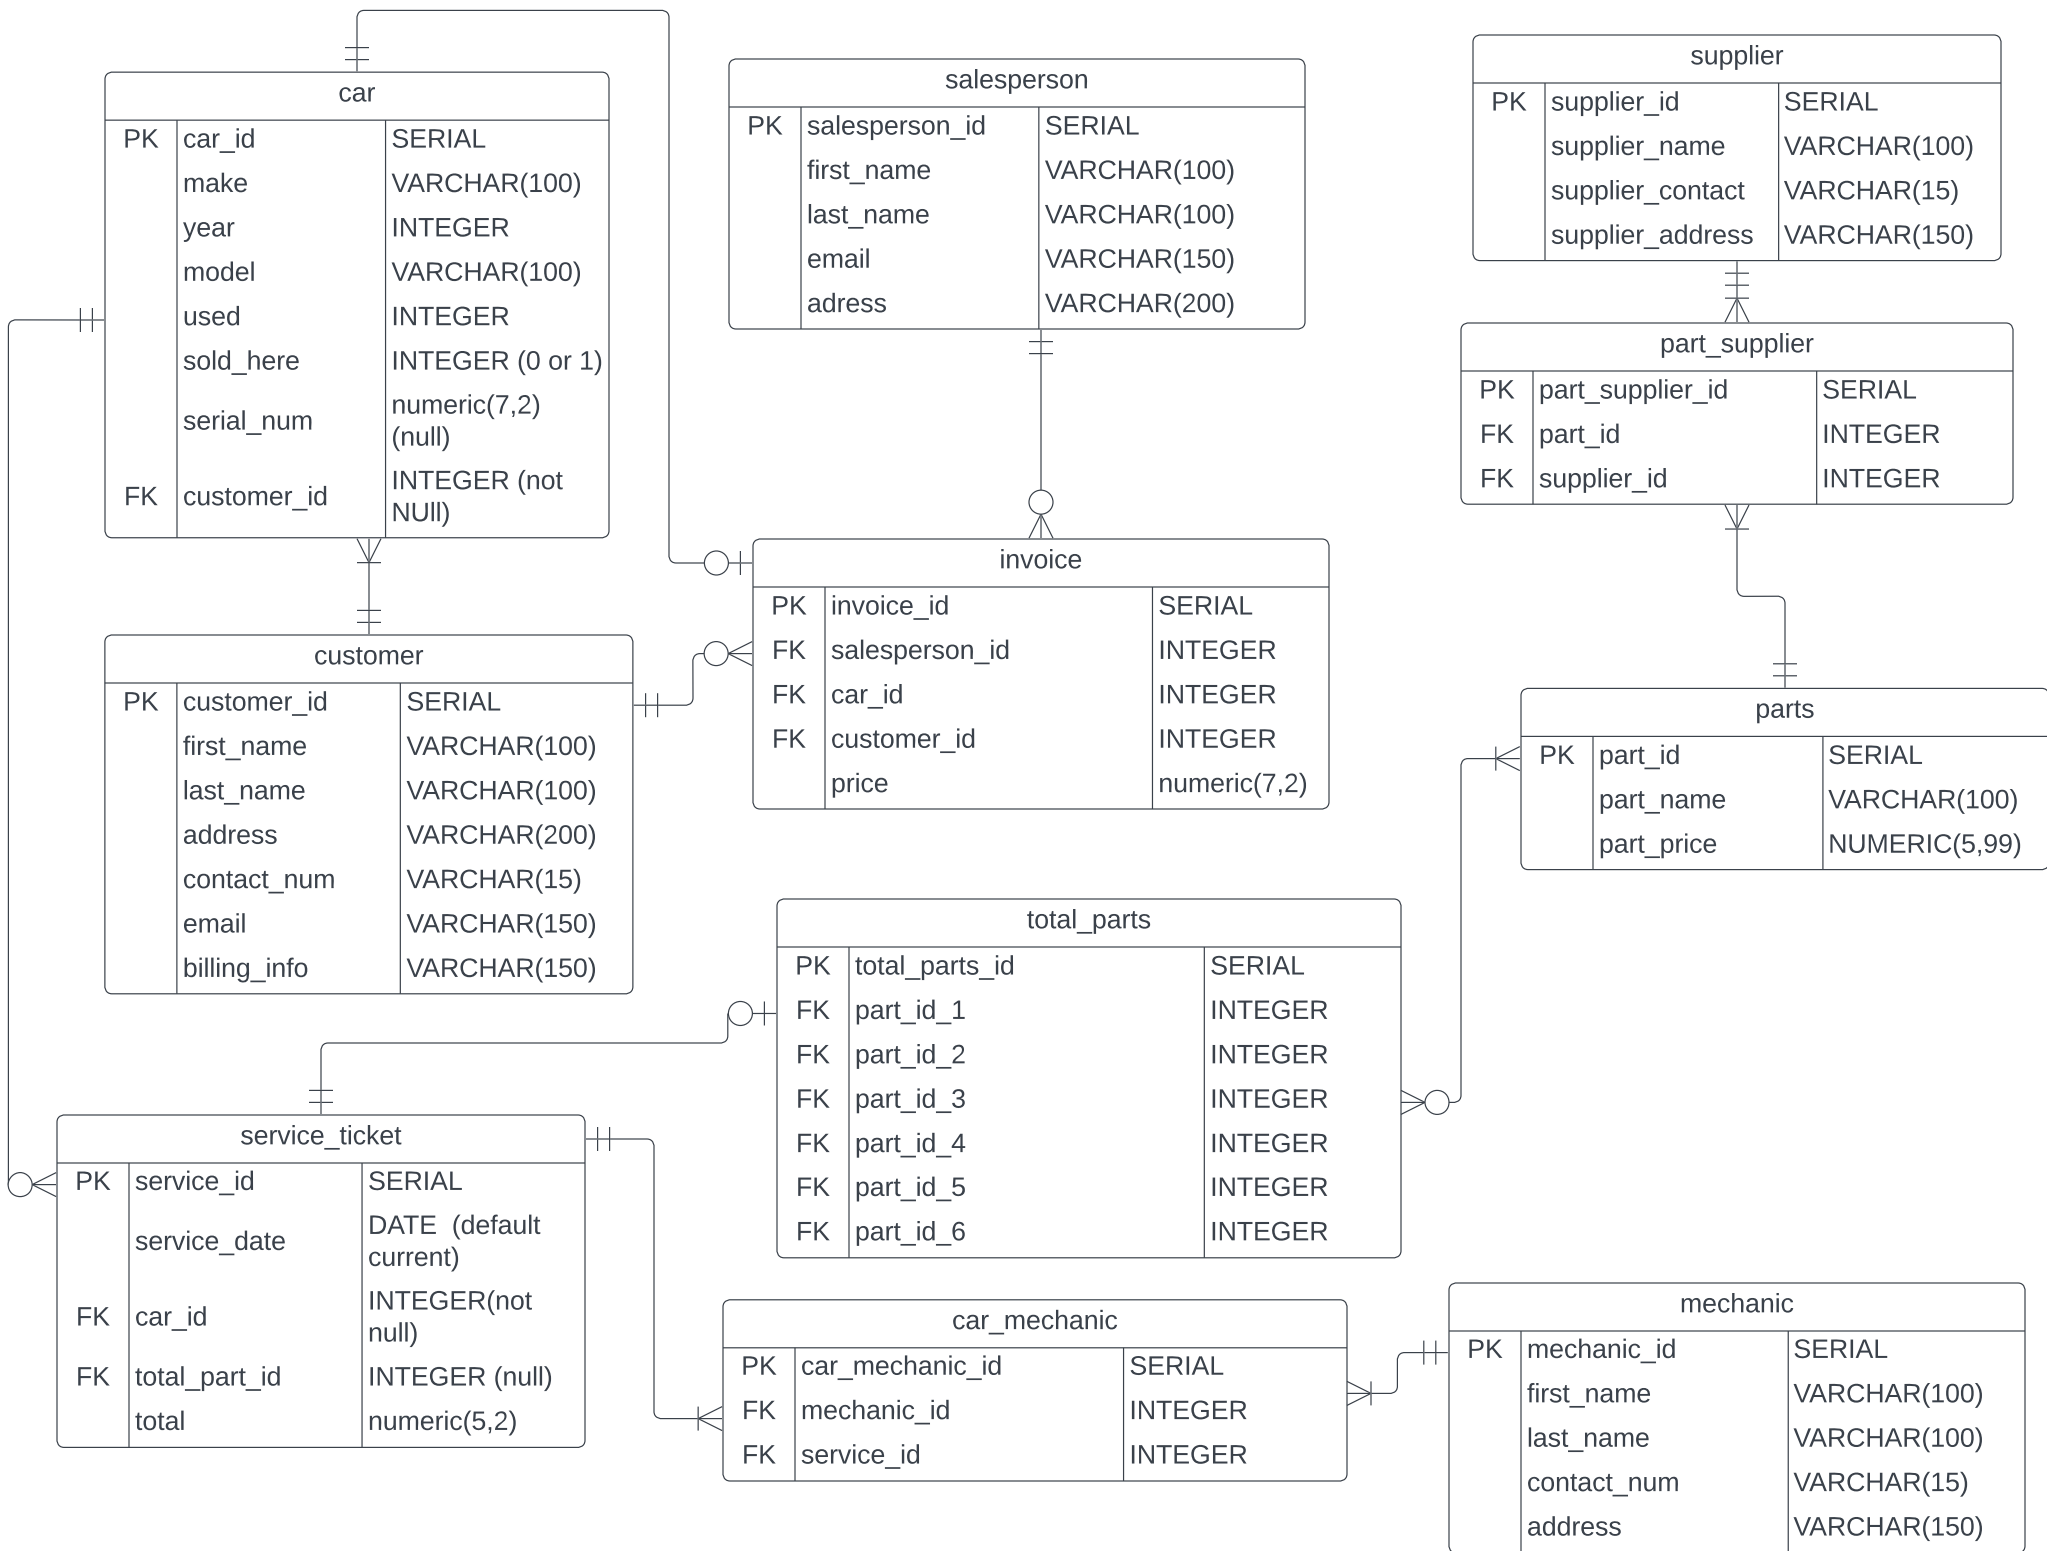 car
PK car_id SERIAL
make VARCHAR(100)
year INTEGER
model VARCHAR(100)
used INTEGER
sold_here INTEGER (0 or 1)
serial_num numeric(7,2)
(null)
FK customer_id INTEGER (not
NUll)
salesperson
PK salesperson_id SERIAL
first_name VARCHAR(100)
last_name VARCHAR(100)
email VARCHAR(150)
adress VARCHAR(200)
supplier
PK supplier_id SERIAL
supplier_name VARCHAR(100)
supplier_contact VARCHAR(15)
supplier_address VARCHAR(150)
part_supplier
PK part_supplier_id SERIAL
FK part_id INTEGER
FK supplier_id INTEGER
customer
PK customer_id SERIAL
first_name VARCHAR(100)
last_name VARCHAR(100)
address VARCHAR(200)
contact_num VARCHAR(15)
email VARCHAR(150)
billing_info VARCHAR(150)
invoice
PK invoice_id SERIAL
FK salesperson_id INTEGER
FK car_id INTEGER
FK customer_id INTEGER
price numeric(7,2)
parts
PK part_id SERIAL
part_name VARCHAR(100)
part_price NUMERIC(5,99)
total_parts
PK total_parts_id SERIAL
FK part_id_1 INTEGER
FK part_id_2 INTEGER
FK part_id_3 INTEGER
FK part_id_4 INTEGER
FK part_id_5 INTEGER
FK part_id_6 INTEGER
service_ticket
PK service_id SERIAL
service_date DATE (default
current)
FK car_id INTEGER(not
null)
FK total_part_id INTEGER (null)
total numeric(5,2)
car_mechanic
PK car_mechanic_id SERIAL
FK mechanic_id INTEGER
FK service_id INTEGER
mechanic
PK mechanic_id SERIAL
first_name VARCHAR(100)
last_name VARCHAR(100)
contact_num VARCHAR(15)
address VARCHAR(150)